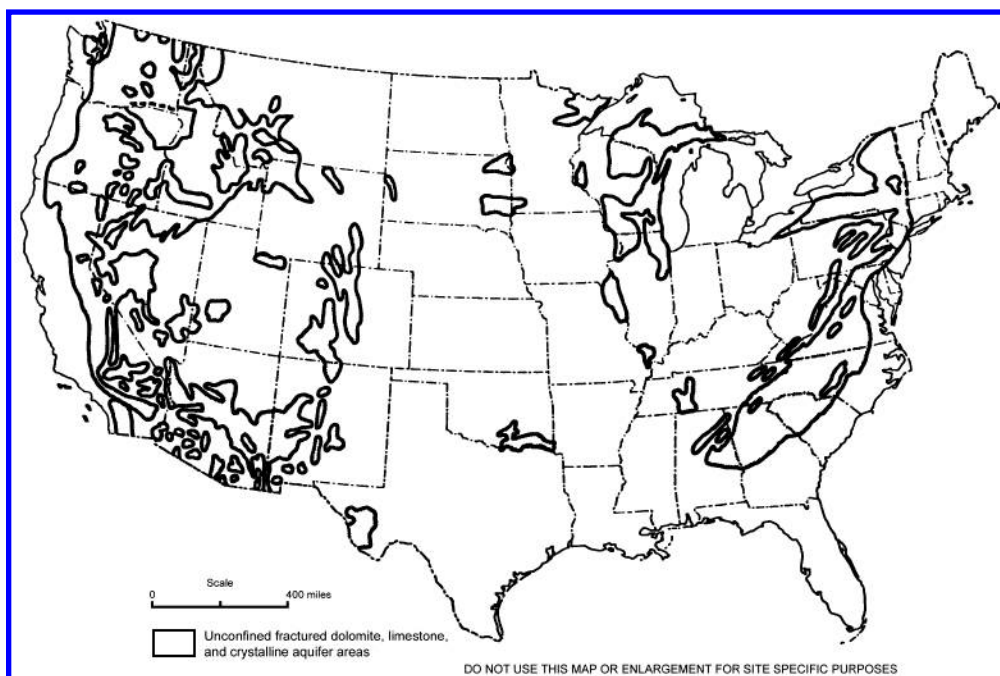 Scale
0 400 miles
Unconfined fractured dolomite, limestone,
and crystalline aquifer areas
DO NOT USE THIS MAP OR ENLARGEMENT FOR SITE SPECIFIC PURPOSES